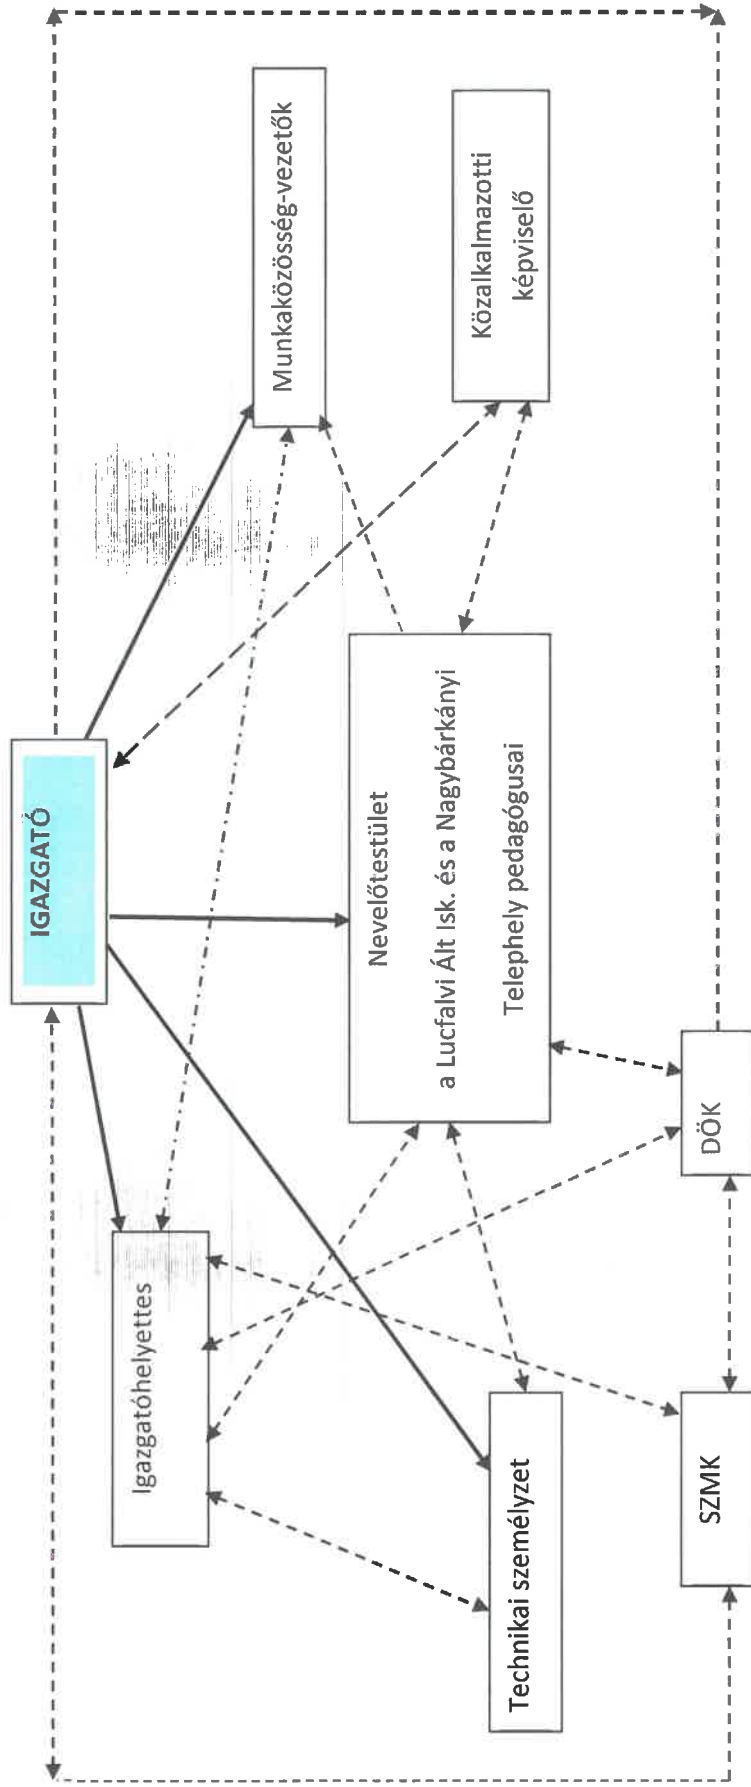 IGAZGATÓ
Igazgatóhelyettes
Munkaközösség-vezetők
Nevelőtestület
a Lucfalvi Ált Isk. és a Nagybárkányi
Telephely pedagógusai
Közalkalmazotti
képviselő
Technikai személyzet
SZMK
DÖK